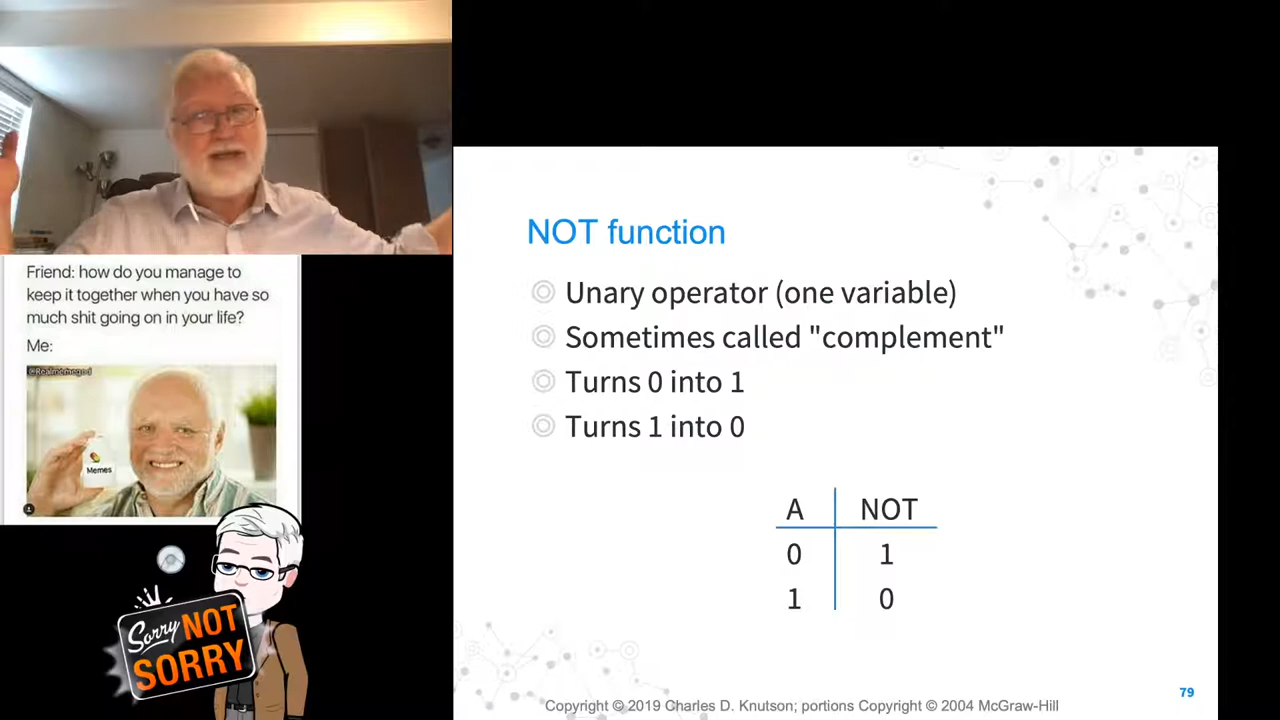 Friend: how do you manage to
keep it together when you have so
much shit going on in your life?
Me:
@Realmemegod
Memes
Sorry NOT
SORRY
NOT function
Unary operator (one variable)
Sometimes called "complement"
Turns 0 into 1
Turns 1 into 0
A NOT
0 1
1 0
79
Copyright © 2019 Charles D. Knutson; portions Copyright © 2004 McGraw-Hill